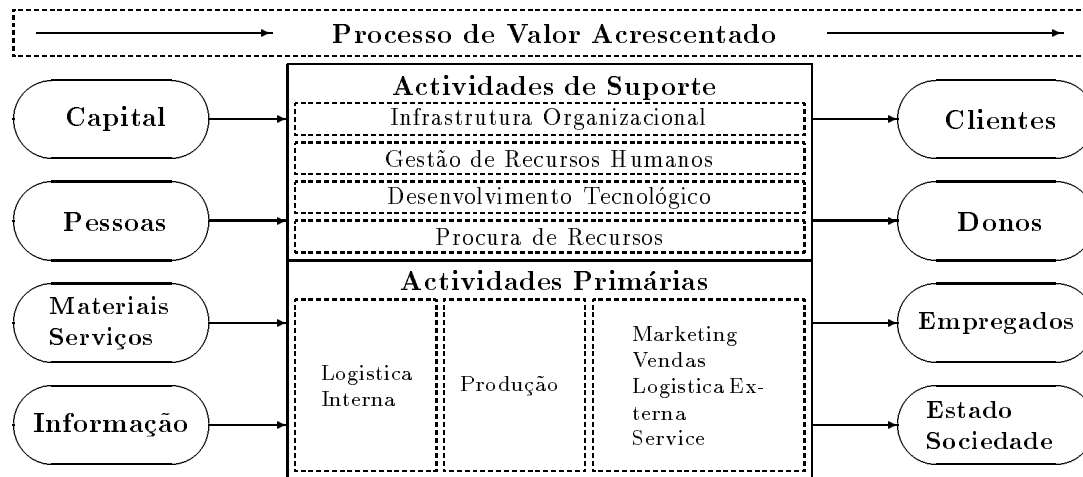 Processo de Valor Acrescentado
Capital
Pessoas
Materiais
Serviços
Informação
Actividades de Suporte
Infrastrutura Organizacional
Gestão de Recursos Humanos
Desenvolvimento Tecnológico
Procura de Recursos
Actividades Primárias
Logistica
Interna
Produção
Marketing
Vendas
Logistica Ex-
terna
Service
Clientes
Donos
Empregados
Estado
Sociedade